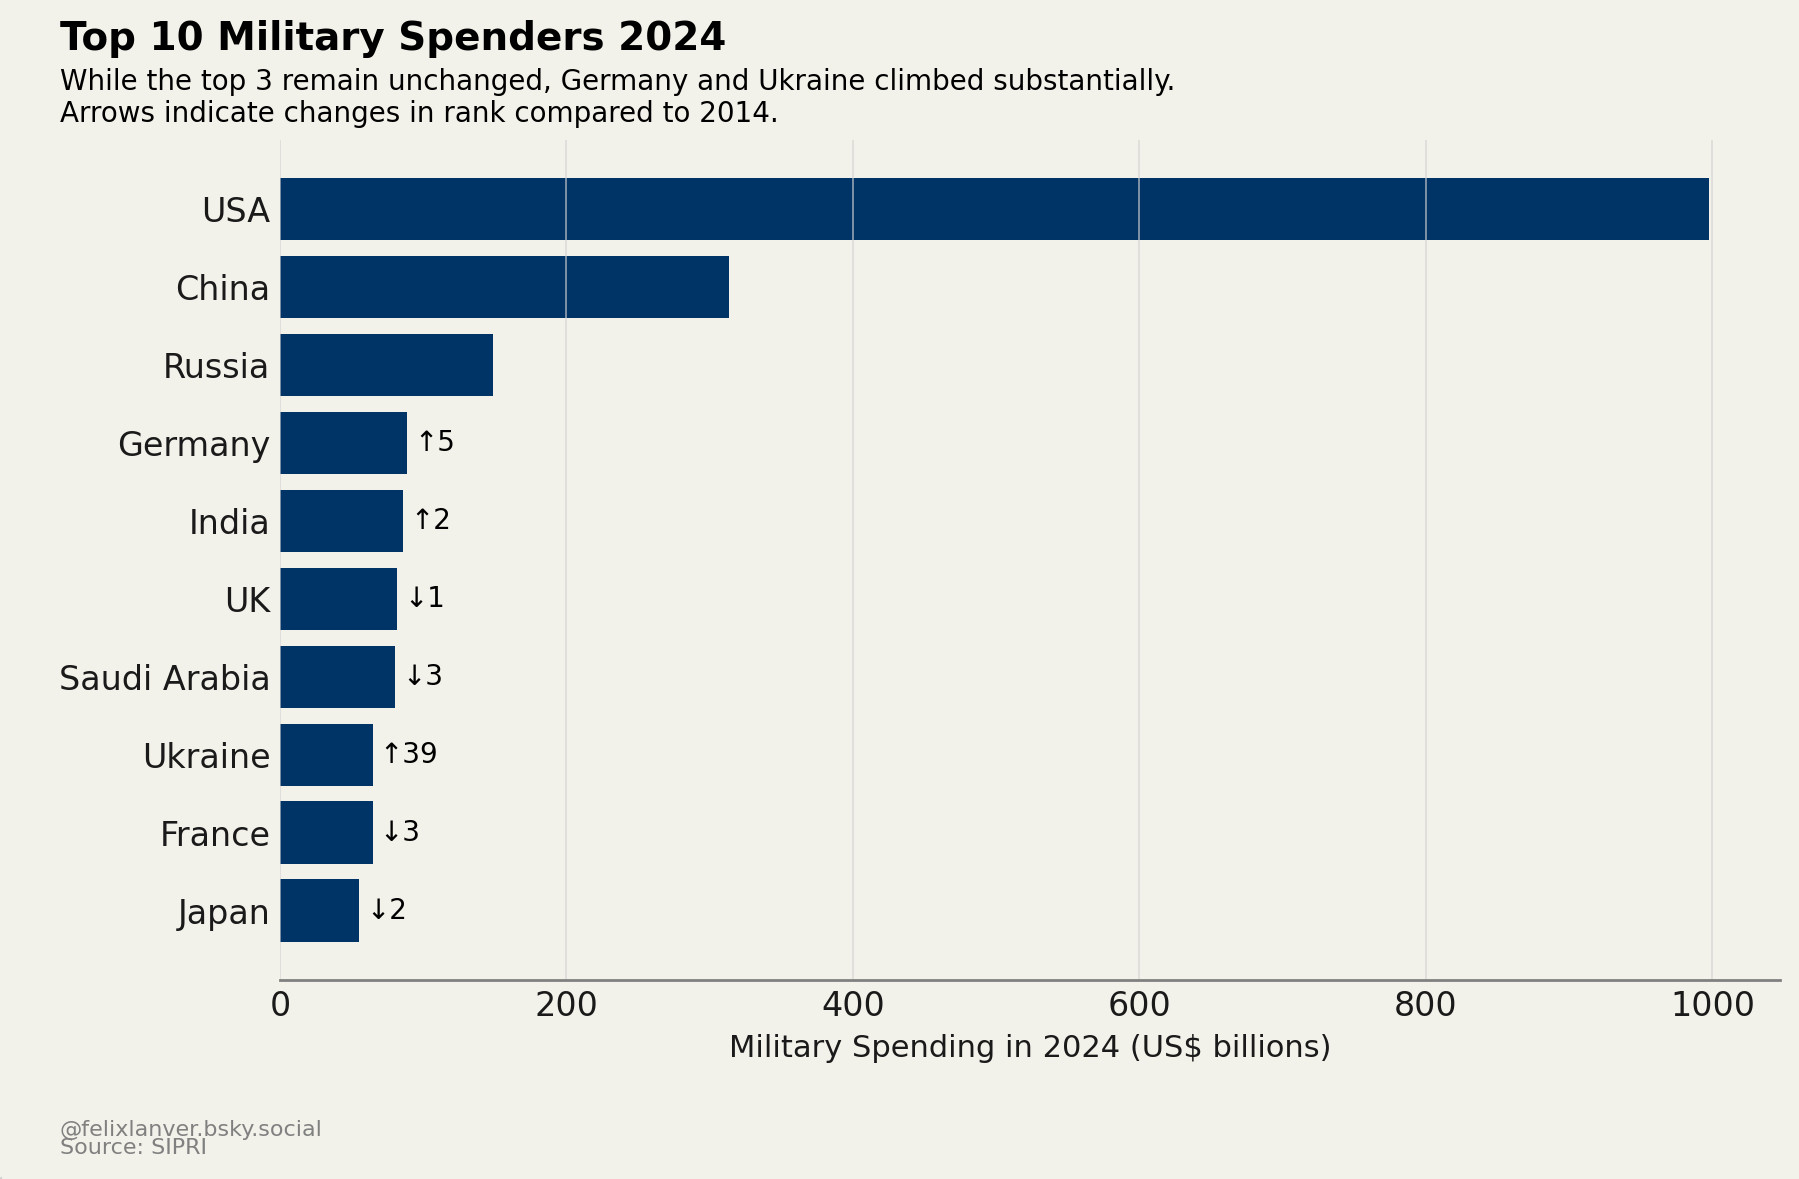 Top 10 Military Spenders 2024
While the top 3 remain unchanged, Germany and Ukraine climbed substantially.
Arrows indicate changes in rank compared to 2014.
USA
China
Russia
Germany ↑5
India ↑2
UK ↓1
Saudi Arabia ↓3
Ukraine ↑39
France ↓3
Japan ↓2
0 200 400 600 800 1000
Military Spending in 2024 (US$ billions)
@felixlanver.bsky.social
Source: SIPRI